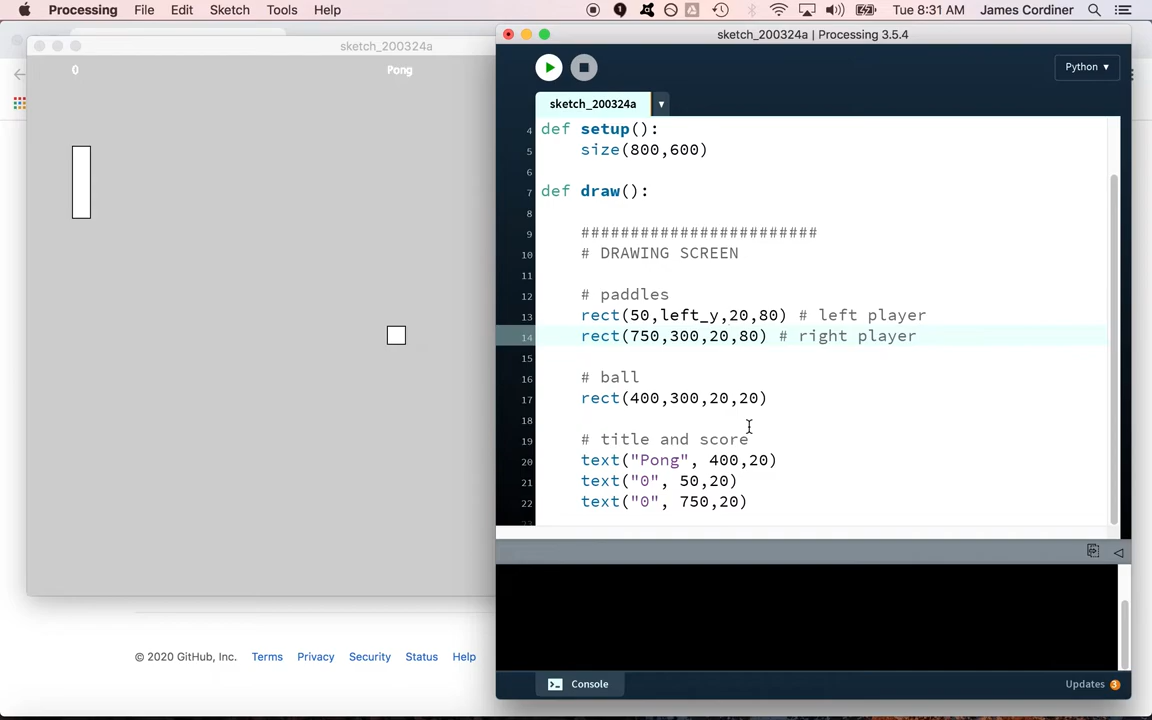 Processing File Edit Sketch Tools Help Tue 8:31 AM James Cordiner
sketch_200324a
0 Pong
sketch_200324a | Processing 3.5.4
Python ▾
sketch_200324a ▾
4 def setup():
5 size(800,600)
6
7 def draw():
8
9 ########################
10 # DRAWING SCREEN
11
12 # paddles
13 rect(50,left_y,20,80) # left player
14 rect(750,300,20,80) # right player
15
16 # ball
17 rect(400,300,20,20)
18
19 # title and score
20 text("Pong", 400,20)
21 text("0", 50,20)
22 text("0", 750,20)
© 2020 GitHub, Inc. Terms Privacy Security Status Help
Console
Updates 3